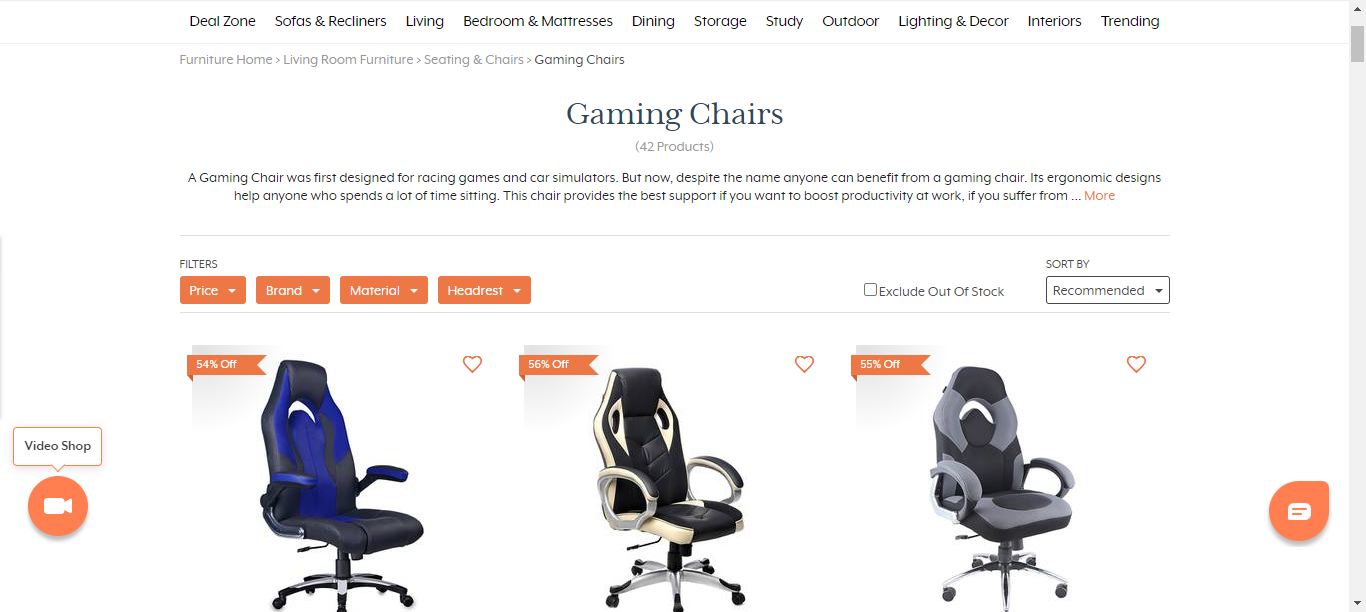 Deal Zone Sofas & Recliners Living Bedroom & Mattresses Dining Storage Study Outdoor Lighting & Decor Interiors Trending
Furniture Home > Living Room Furniture > Seating & Chairs > Gaming Chairs
Gaming Chairs
(42 Products)
A Gaming Chair was first designed for racing games and car simulators. But now, despite the name anyone can benefit from a gaming chair. Its ergonomic designs
help anyone who spends a lot of time sitting. This chair provides the best support if you want to boost productivity at work, if you suffer from ... More
FILTERS
SORT BY
Price Brand Material Headrest
Exclude Out Of Stock
Recommended
54% Off
56% Off
55% Off
Video Shop